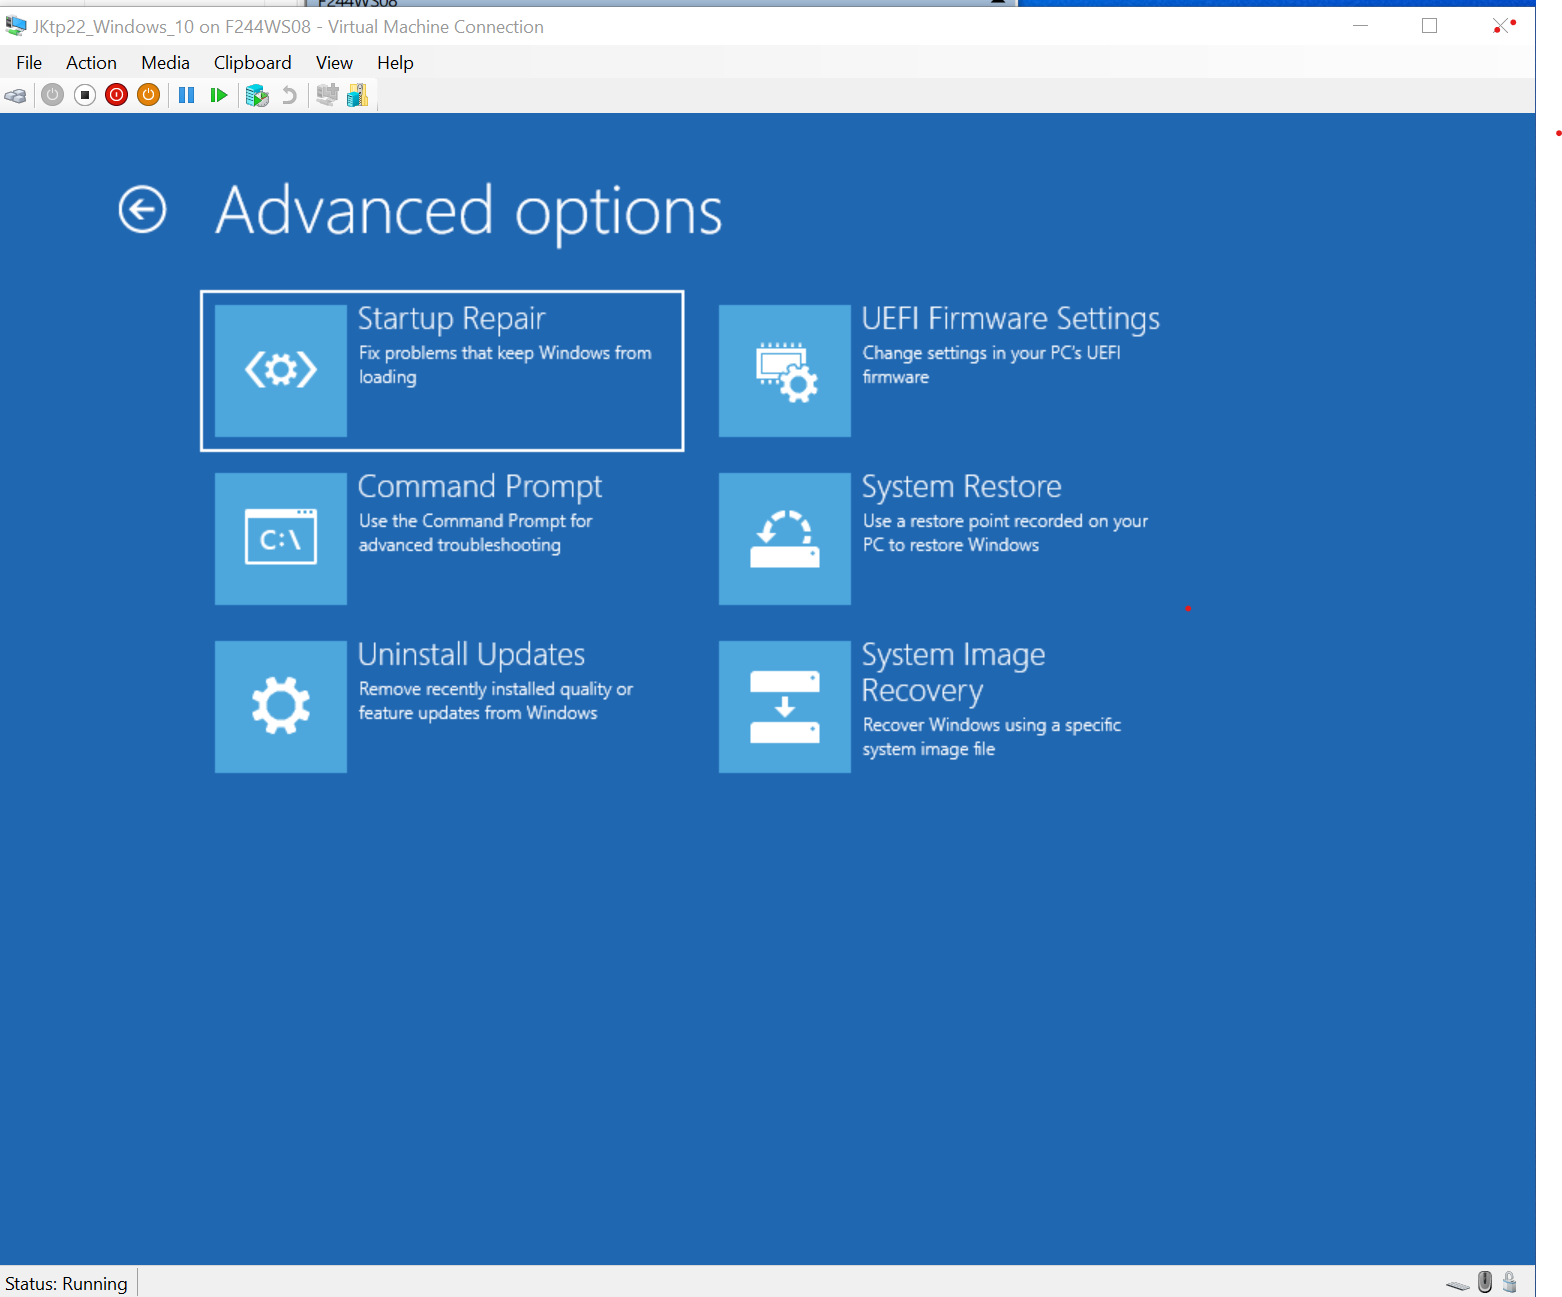 F244WS08
JKtp22_Windows_10 on F244WS08 - Virtual Machine Connection
File Action Media Clipboard View Help
Advanced options
Startup Repair
Fix problems that keep Windows from
loading
UEFI Firmware Settings
Change settings in your PC's UEFI
firmware
Command Prompt
Use the Command Prompt for
advanced troubleshooting
C:\
System Restore
Use a restore point recorded on your
PC to restore Windows
Uninstall Updates
Remove recently installed quality or
feature updates from Windows
System Image
Recovery
Recover Windows using a specific
system image file
Status: Running